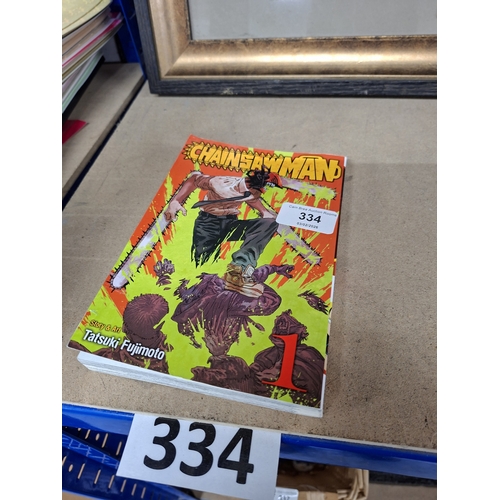 CHAINSAW MAN
334
Story & Art
Tatsuki Fujimoto
1
334